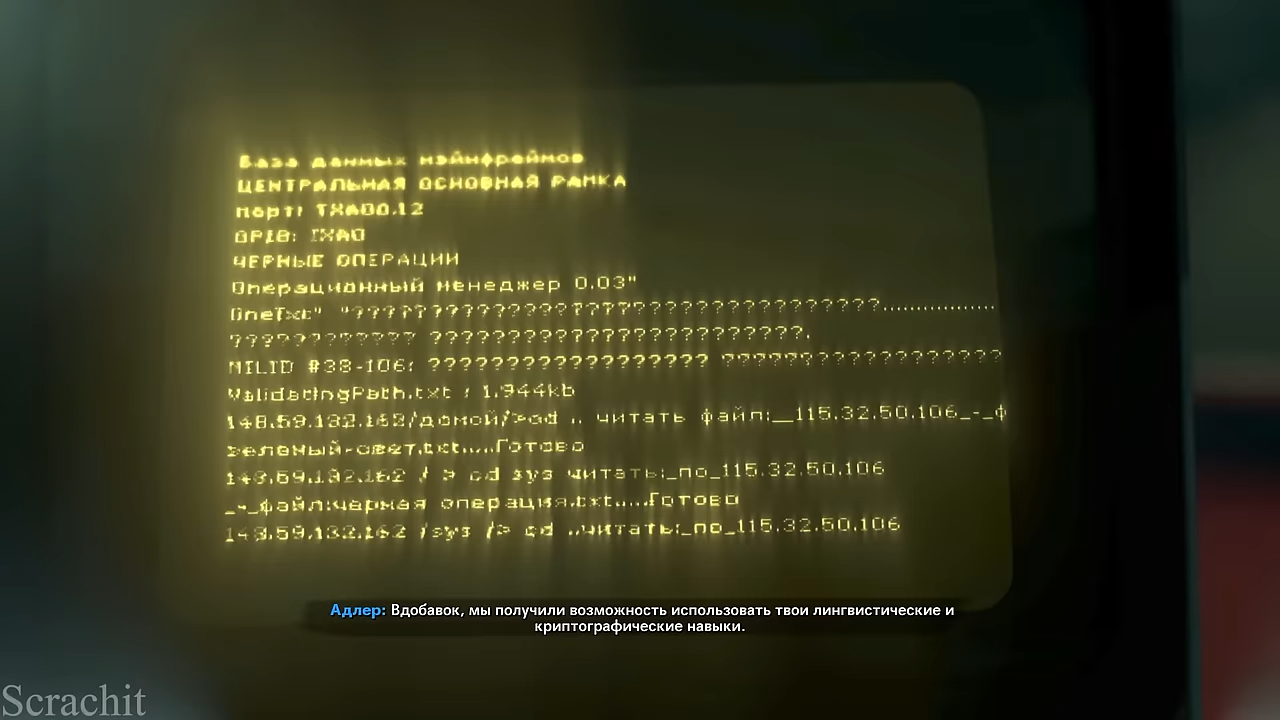 База данных мэйнфреймов
ЦЕНТРАЛЬНАЯ ОСНОВНАЯ РАМКА
порт: TXA00.12
GPIB: IXAO
ЧЕРНЫЕ ОПЕРАЦИИ
Операционный менеджер 0.03"
OneTxt" "??????????????????????????????????..............
??????????? ???????????????????????.
MILID #38-106: ????????????????? ?????????????????
ValidatingPath.txt : 1.944kb
148.59.132.162/домой/>cd .. читать файл:__115.32.50.106_-_ф
зеленый-свет.txt....Готово
148.59.132.162 / > cd sys читать:_по_115.32.50.106
_-_файл:черная операция.txt....Готово
148.59.132.162 /sys /> cd ..читать:_по_115.32.50.106
Адлер: Вдобавок, мы получили возможность использовать твои лингвистические и
криптографические навыки.
Scrachit